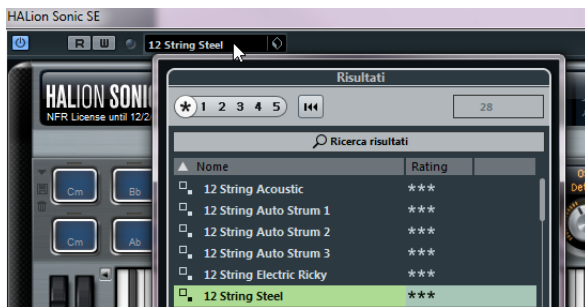 HALion Sonic SE
R W 12 String Steel
Risultati
HALION SONI
NFR License until 12/2
* 1 2 3 4 5 28
Ricerca risultati
Nome Rating
Cm Bb
12 String Acoustic ***
12 String Auto Strum 1 ***
12 String Auto Strum 2 ***
Cm Ab
12 String Auto Strum 3 ***
12 String Electric Ricky ***
12 String Steel ***